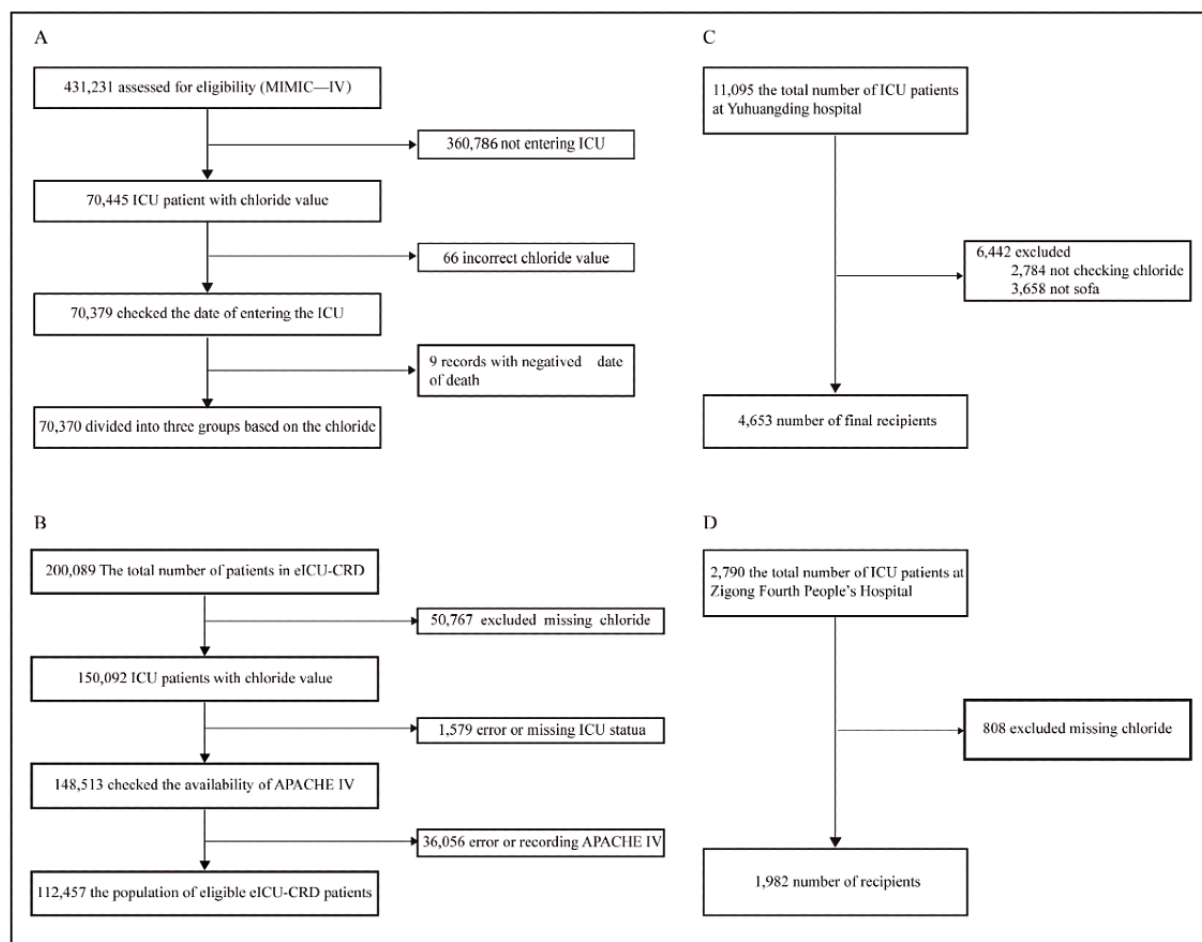 A
431,231 assessed for eligibility (MIMIC—IV)
360,786 not entering ICU
70,445 ICU patient with chloride value
66 incorrect chloride value
70,379 checked the date of entering the ICU
9 records with negatived date
of death
70,370 divided into three groups based on the chloride
B
200,089 The total number of patients in eICU-CRD
50,767 excluded missing chloride
150,092 ICU patients with chloride value
1,579 error or missing ICU statua
148,513 checked the availability of APACHE IV
36,056 error or recording APACHE IV
112,457 the population of eligible eICU-CRD patients
C
11,095 the total number of ICU patients
at Yuhuangding hospital
6,442 excluded
2,784 not checking chloride
3,658 not sofa
4,653 number of final recipients
D
2,790 the total number of ICU patients at
Zigong Fourth People's Hospital
808 excluded missing chloride
1,982 number of recipients